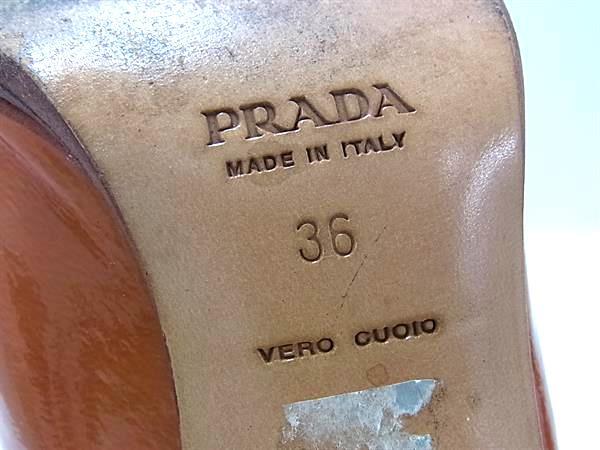 PRADA
MADE IN ITALY
36
VERO CUOIO